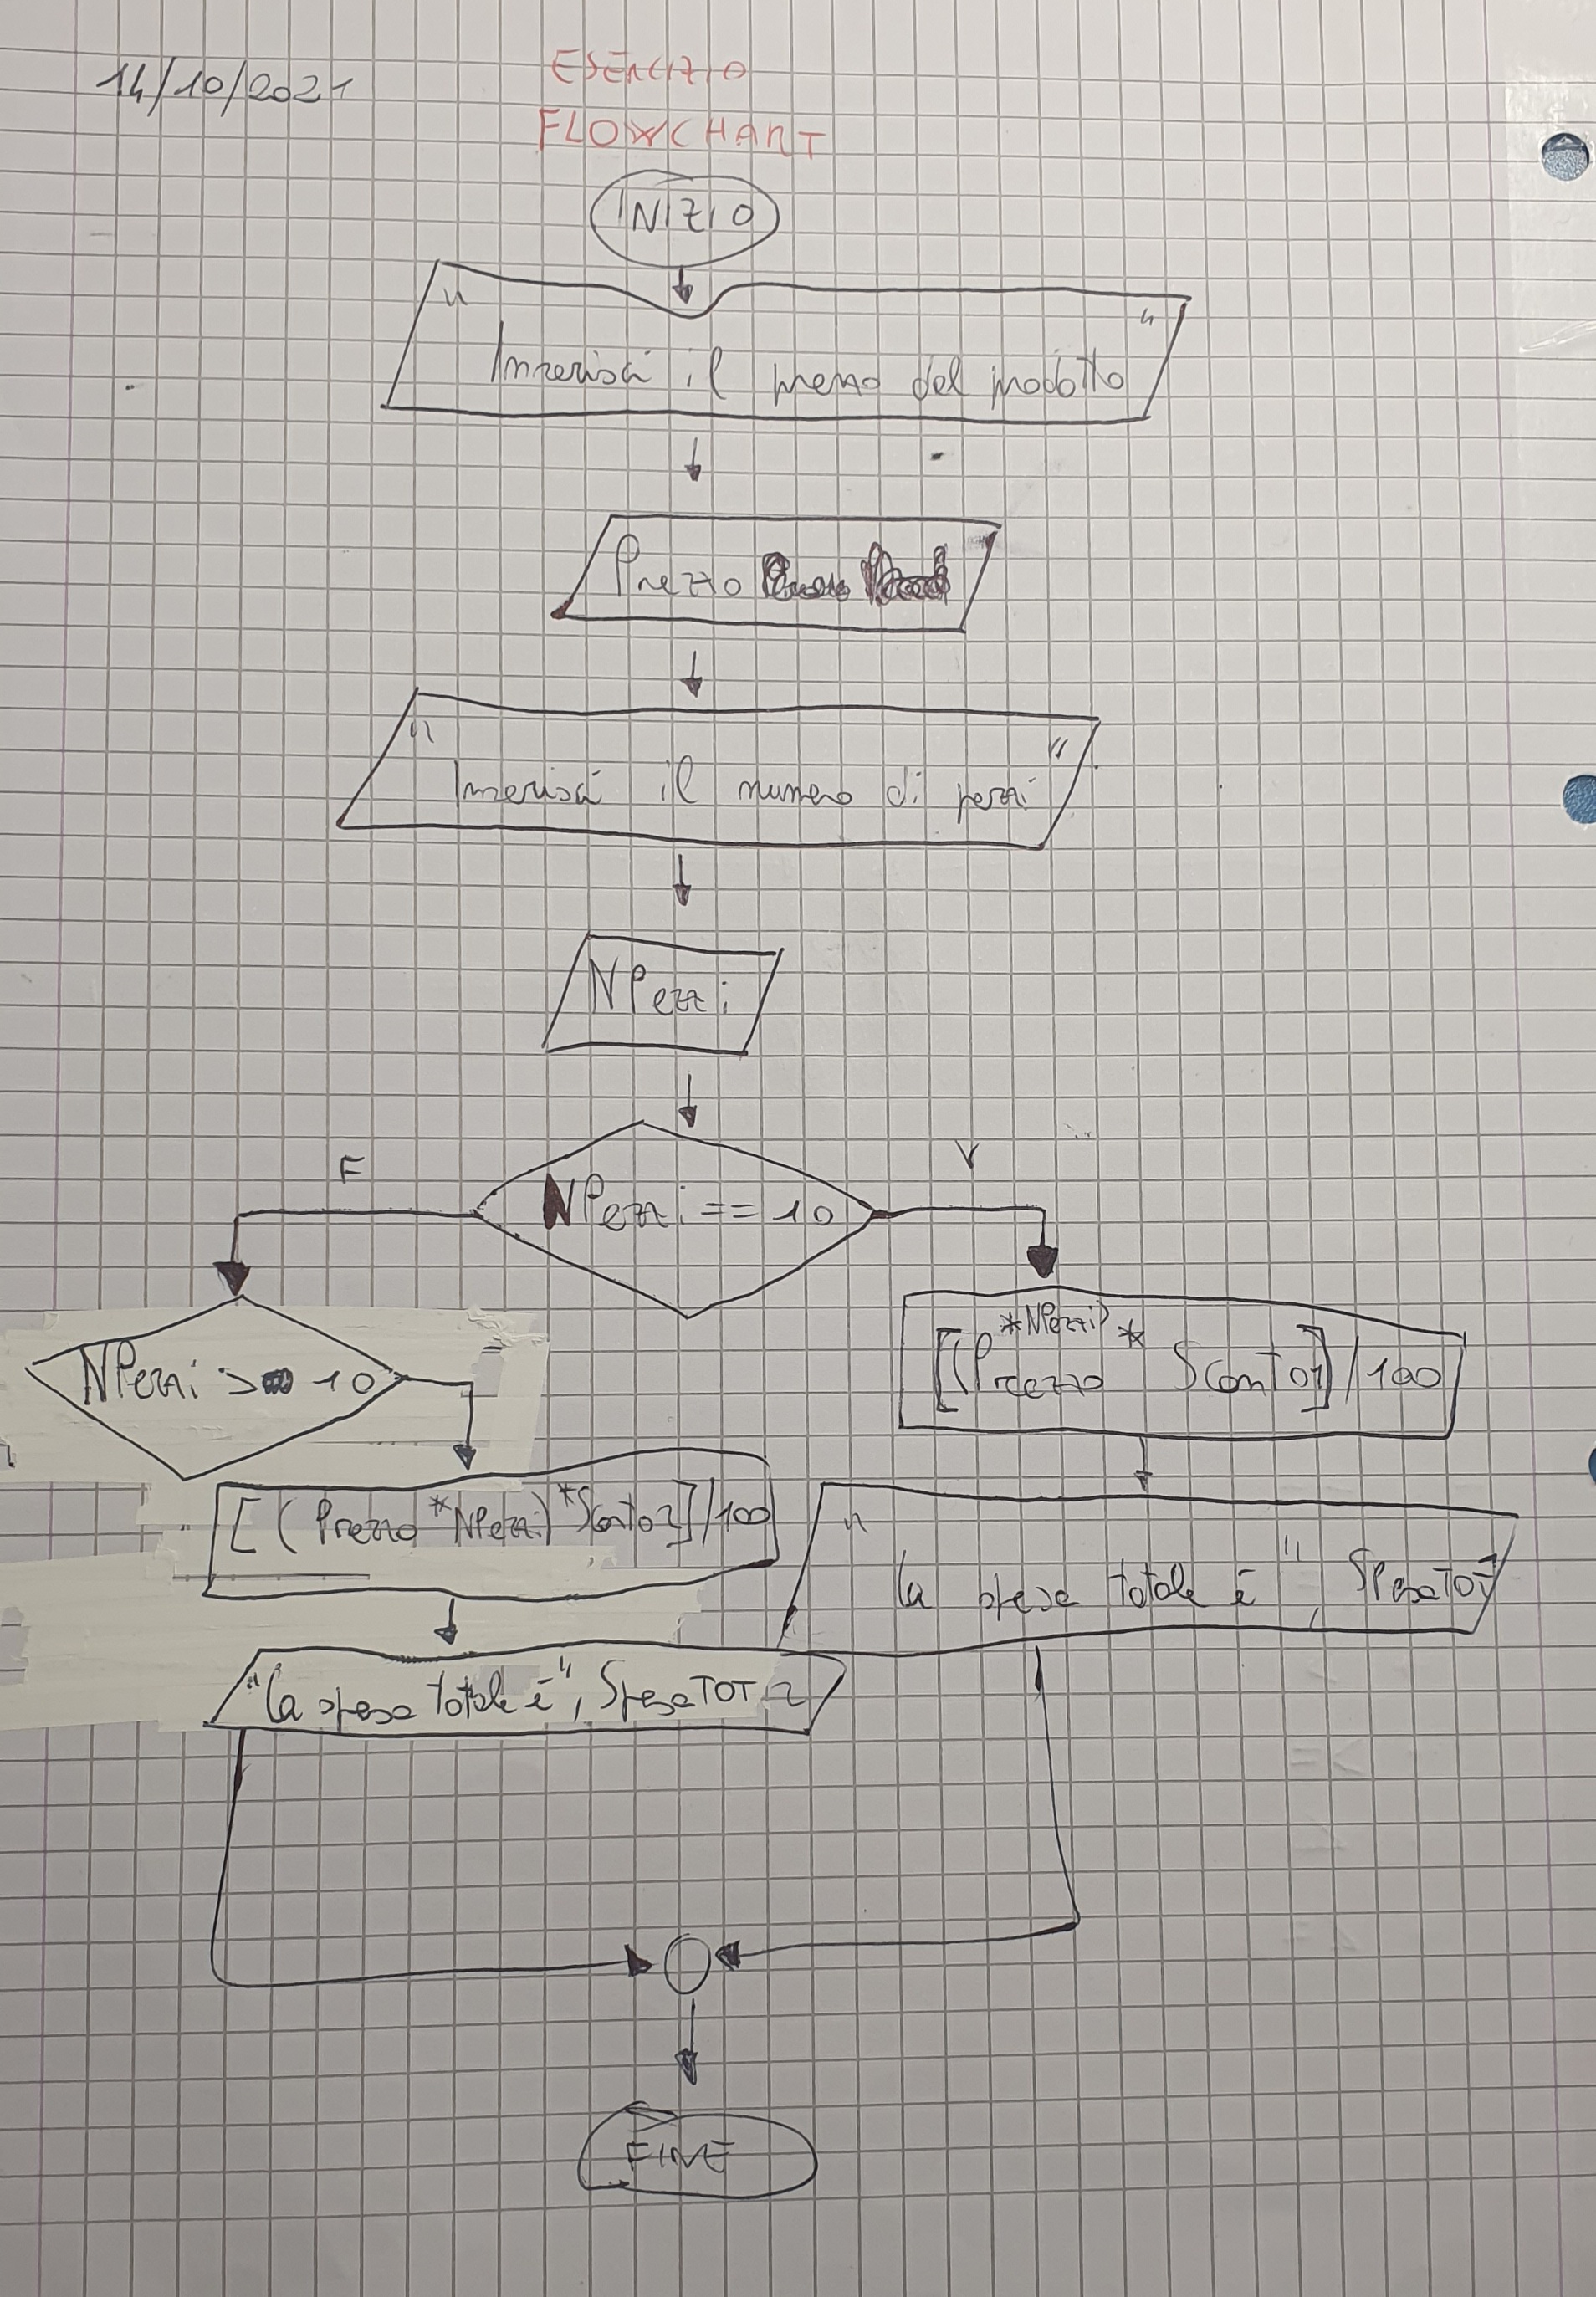 14/10/2021
ESERCIZIO
FLOWCHART
INIZIO
" Inserisci il prezzo del prodotto "
Prezzo
" Inserisci il numero di pezzi "
NPezzi
F
V
NPezzi == 10
NPezzi > 10
[(Prezzo *NPezzi) * Sconto1]/100
[(Prezzo*NPezzi)*Sconto2]/100
" la spesa totale è ", SpesaTOT
"la spesa totale è", SpesaTOT2
FINE